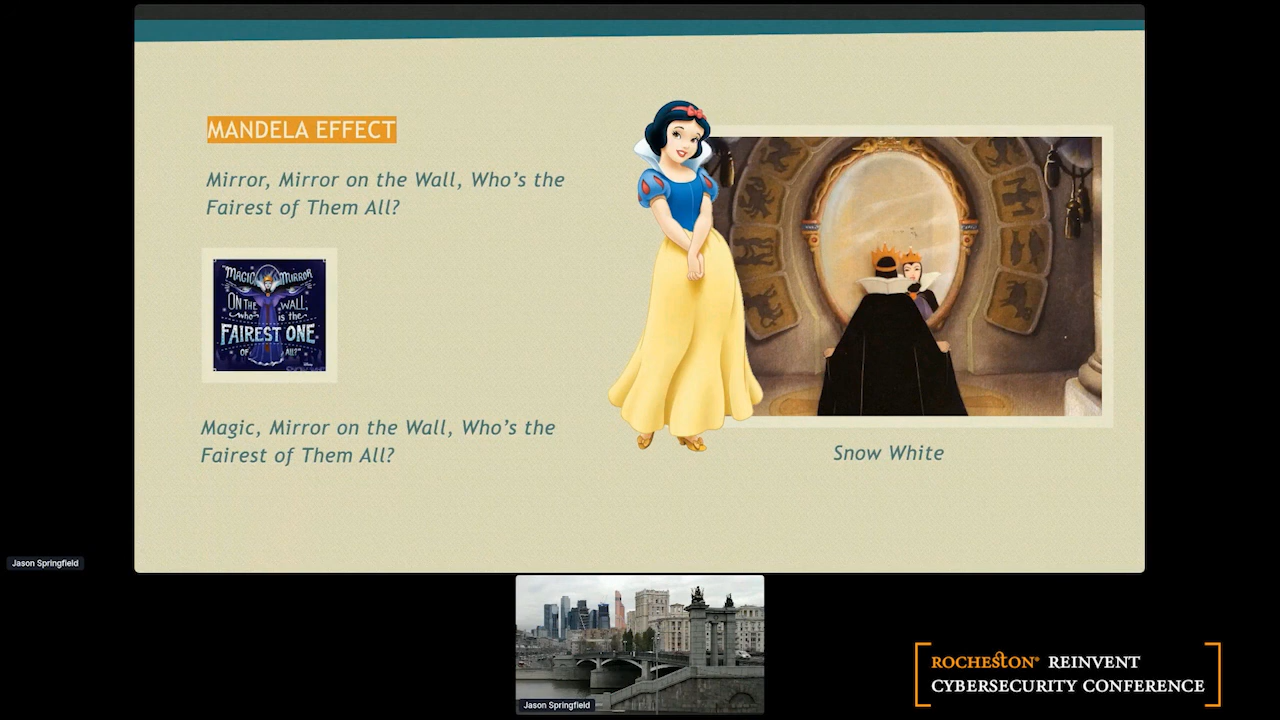 MANDELA EFFECT
Mirror, Mirror on the Wall, Who's the
Fairest of Them All?
"MAGIC MIRROR
ON THE WALL,
who is the
FAIREST ONE
OF ALL?"
Magic, Mirror on the Wall, Who's the
Fairest of Them All?
Snow White
Jason Springfield
Jason Springfield
ROCHESTON® REINVENT
CYBERSECURITY CONFERENCE